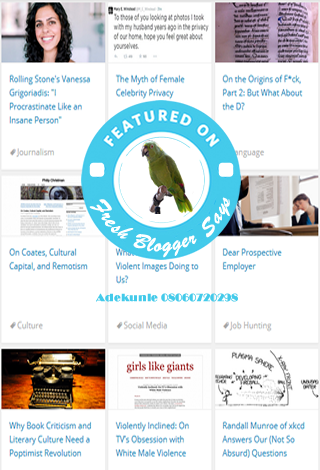 Mary E. Winstead
To those of you looking at photos I took
with my husband years ago in the privacy
of our home, hope you feel great about
yourselves.
Rolling Stone's Vanessa
Grigoriadis: "I
Procrastinate Like an
Insane Person"
The Myth of Female
Celebrity Privacy
On the Origins of F*ck,
Part 2: But What About
the D?
Journalism
Language
FEATURED ON
Fresh Blogger Says
On Coates, Cultural
Capital, and Remotism
Violent Images Doing to
Us?
Dear Prospective
Employer
Adekunle 08060720298
Culture
Social Media
Job Hunting
girls like giants
PLASMA SPHERE
DEVELOPING
FIREBALL
Why Book Criticism and
Literary Culture Need a
Poptimist Revolution
Violently Inclined: On
TV's Obsession with
White Male Violence
Randall Munroe of xkcd
Answers Our (Not So
Absurd) Questions